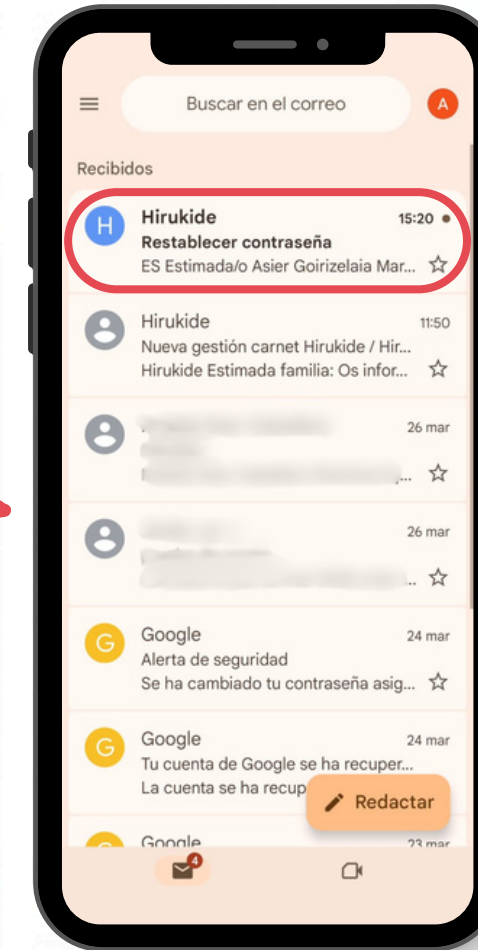 Buscar en el correo
A
Recibidos
H
Hirukide 15:20
Restablecer contraseña
ES Estimada/o Asier Goirizelaia Mar...
Hirukide 11:50
Nueva gestión carnet Hirukide / Hir...
Hirukide Estimada familia: Os infor...
26 mar
...
26 mar
..
G
Google 24 mar
Alerta de seguridad
Se ha cambiado tu contraseña asig...
G
Google 24 mar
Tu cuenta de Google se ha recuper...
La cuenta se ha recup
Redactar
Google 23 mar
4